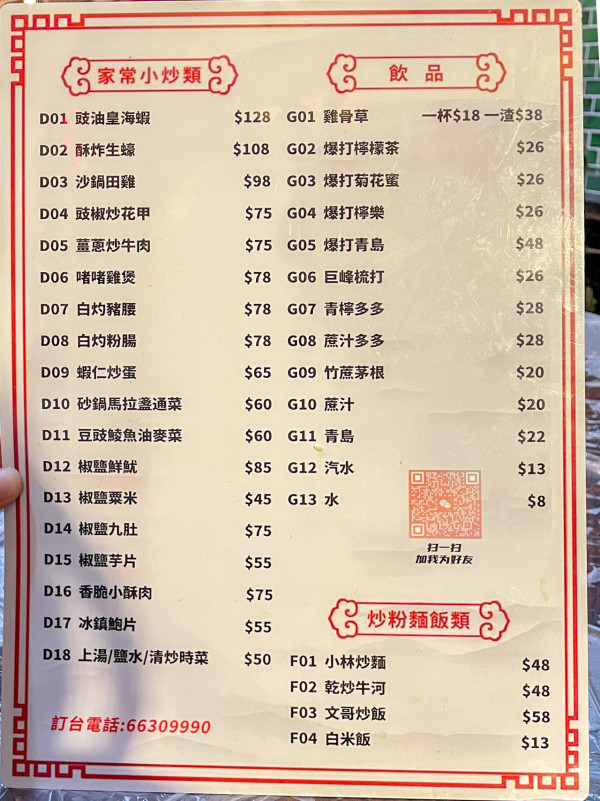 家常小炒類
D01 豉油皇海蝦 $128
D02 酥炸生蠔 $108
D03 沙鍋田雞 $98
D04 豉椒炒花甲 $75
D05 薑蔥炒牛肉 $75
D06 啫啫雞煲 $78
D07 白灼豬腰 $78
D08 白灼粉腸 $78
D09 蝦仁炒蛋 $65
D10 砂鍋馬拉盞通菜 $60
D11 豆豉鯪魚油麥菜 $60
D12 椒鹽鮮魷 $85
D13 椒鹽粟米 $45
D14 椒鹽九肚 $75
D15 椒鹽芋片 $55
D16 香脆小酥肉 $75
D17 冰鎮鮑片 $55
D18 上湯/鹽水/清炒時菜 $50
訂台電話:66309990
飲品
G01 雞骨草 一杯$18 一渣$38
G02 爆打檸檬茶 $26
G03 爆打菊花蜜 $26
G04 爆打檸樂 $26
G05 爆打青島 $48
G06 巨峰梳打 $26
G07 青檸多多 $28
G08 蔗汁多多 $28
G09 竹蔗茅根 $20
G10 蔗汁 $20
G11 青島 $22
G12 汽水 $13
G13 水 $8
扫一扫
加我为好友
炒粉麵飯類
F01 小林炒麵 $48
F02 乾炒牛河 $48
F03 文哥炒飯 $58
F04 白米飯 $13